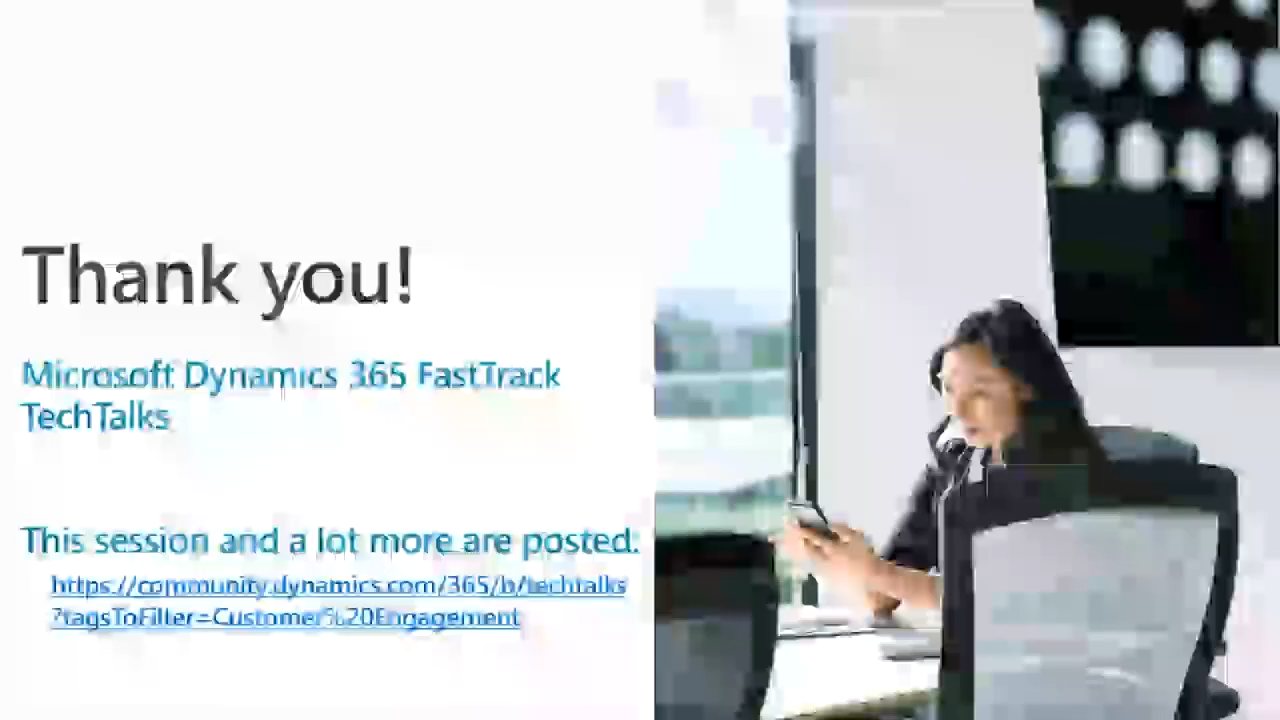 Thank you!
Microsoft Dynamics 365 FastTrack
TechTalks
This session and a lot more are posted:
https://community.dynamics.com/365/b/techtalks
?tagsToFilter=Customer%20Engagement